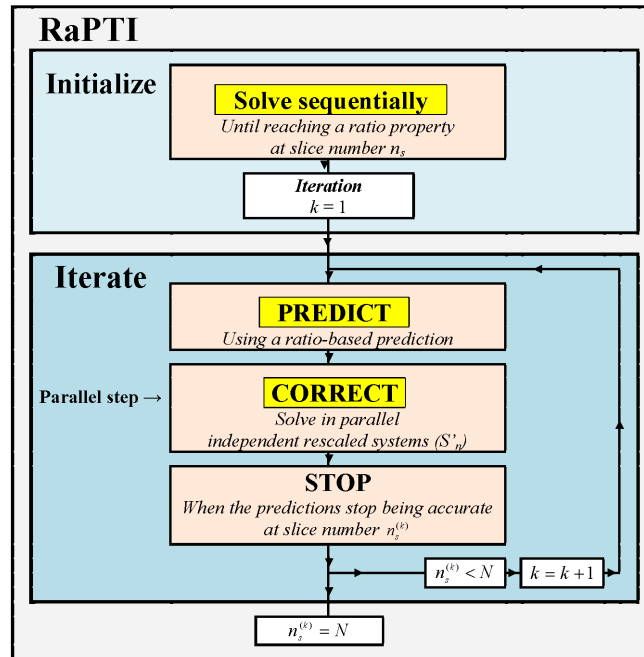 RaPTI
Initialize
Solve sequentially
Until reaching a ratio property
at slice number n_s
Iteration
k = 1
Iterate
PREDICT
Using a ratio-based prediction
Parallel step →
CORRECT
Solve in parallel
independent rescaled systems (S'_n)
STOP
When the predictions stop being accurate
at slice number n_s^(k)
n_s^(k) < N
k = k+1
n_s^(k) = N